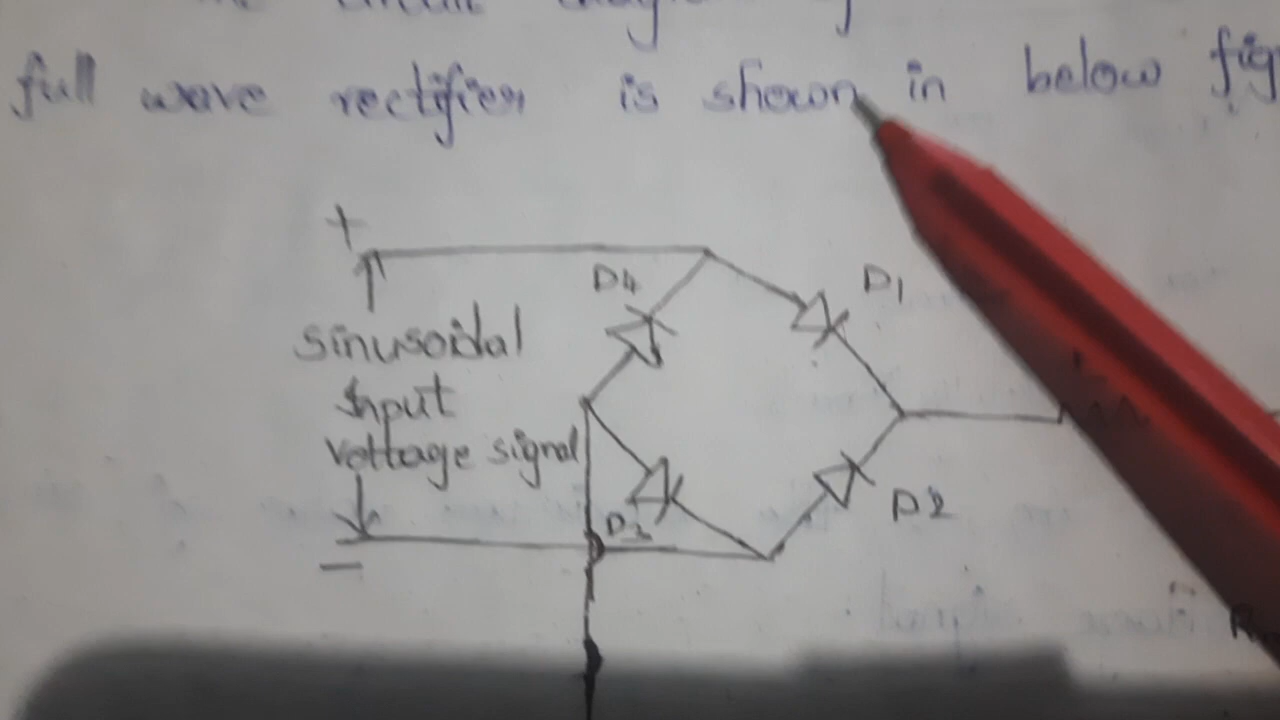 full wave rectifier is shown in below fig
+
D4
D1
sinusoidal
Input
voltage signal
D2
D3
−